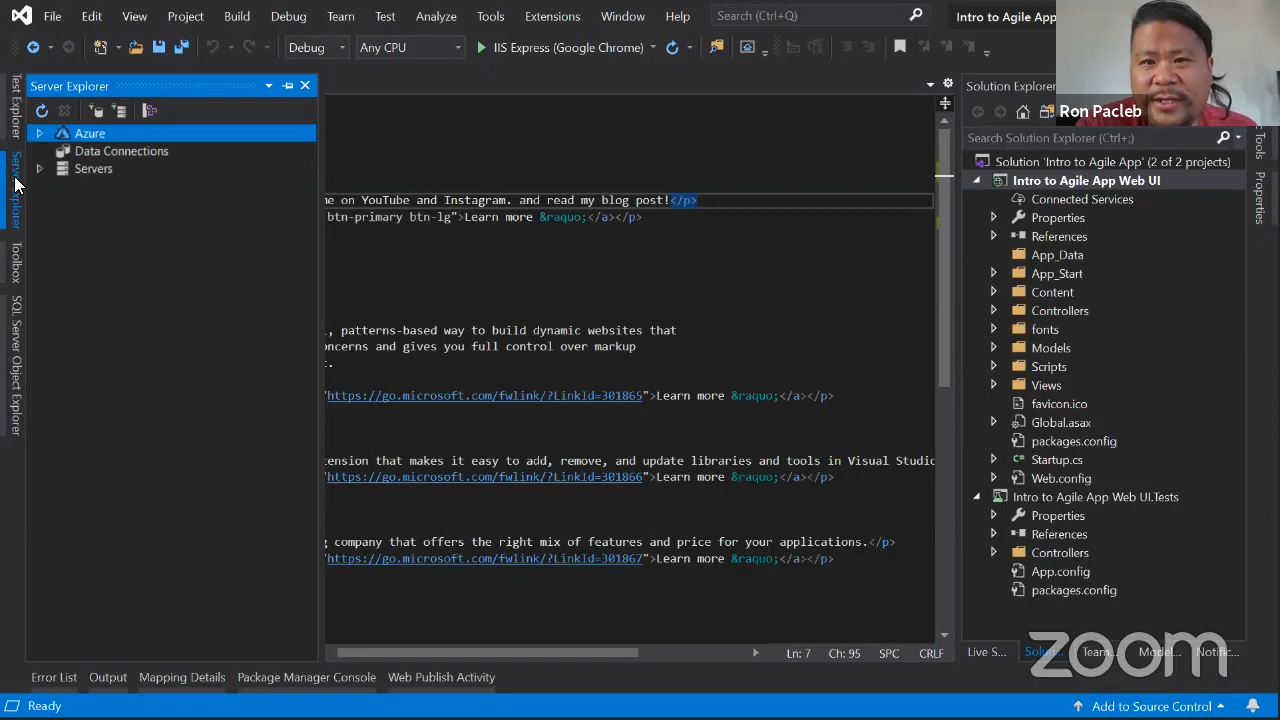 File Edit View Project Build Debug Team Test Analyze Tools Extensions Window Help Search (Ctrl+Q) Intro to Agile App
Debug Any CPU IIS Express (Google Chrome)
Ron Pacleb
Test Explorer
Server Explorer
Toolbox
SQL Server Object Explorer
Server Explorer
Azure
Data Connections
Servers
me on YouTube and Instagram. and read my blog post!</p>
btn-primary btn-lg">Learn more &raquo;</a></p>
, patterns-based way to build dynamic websites that
oncerns and gives you full control over markup
t.
"https://go.microsoft.com/fwlink/?LinkId=301865">Learn more &raquo;</a></p>
tension that makes it easy to add, remove, and update libraries and tools in Visual Studio
"https://go.microsoft.com/fwlink/?LinkId=301866">Learn more &raquo;</a></p>
g company that offers the right mix of features and price for your applications.</p>
"https://go.microsoft.com/fwlink/?LinkId=301867">Learn more &raquo;</a></p>
Ln: 7 Ch: 95 SPC CRLF
Solution Explorer
Search Solution Explorer (Ctrl+;)
Solution 'Intro to Agile App' (2 of 2 projects)
Intro to Agile App Web UI
Connected Services
Properties
References
App_Data
App_Start
Content
Controllers
fonts
Models
Scripts
Views
favicon.ico
Global.asax
packages.config
Startup.cs
Web.config
Intro to Agile App Web UI.Tests
Properties
References
Controllers
App.config
packages.config
Live S... Solut... Team... Model... Notific...
Tools
Properties
zoom
Error List Output Mapping Details Package Manager Console Web Publish Activity
Ready Add to Source Control